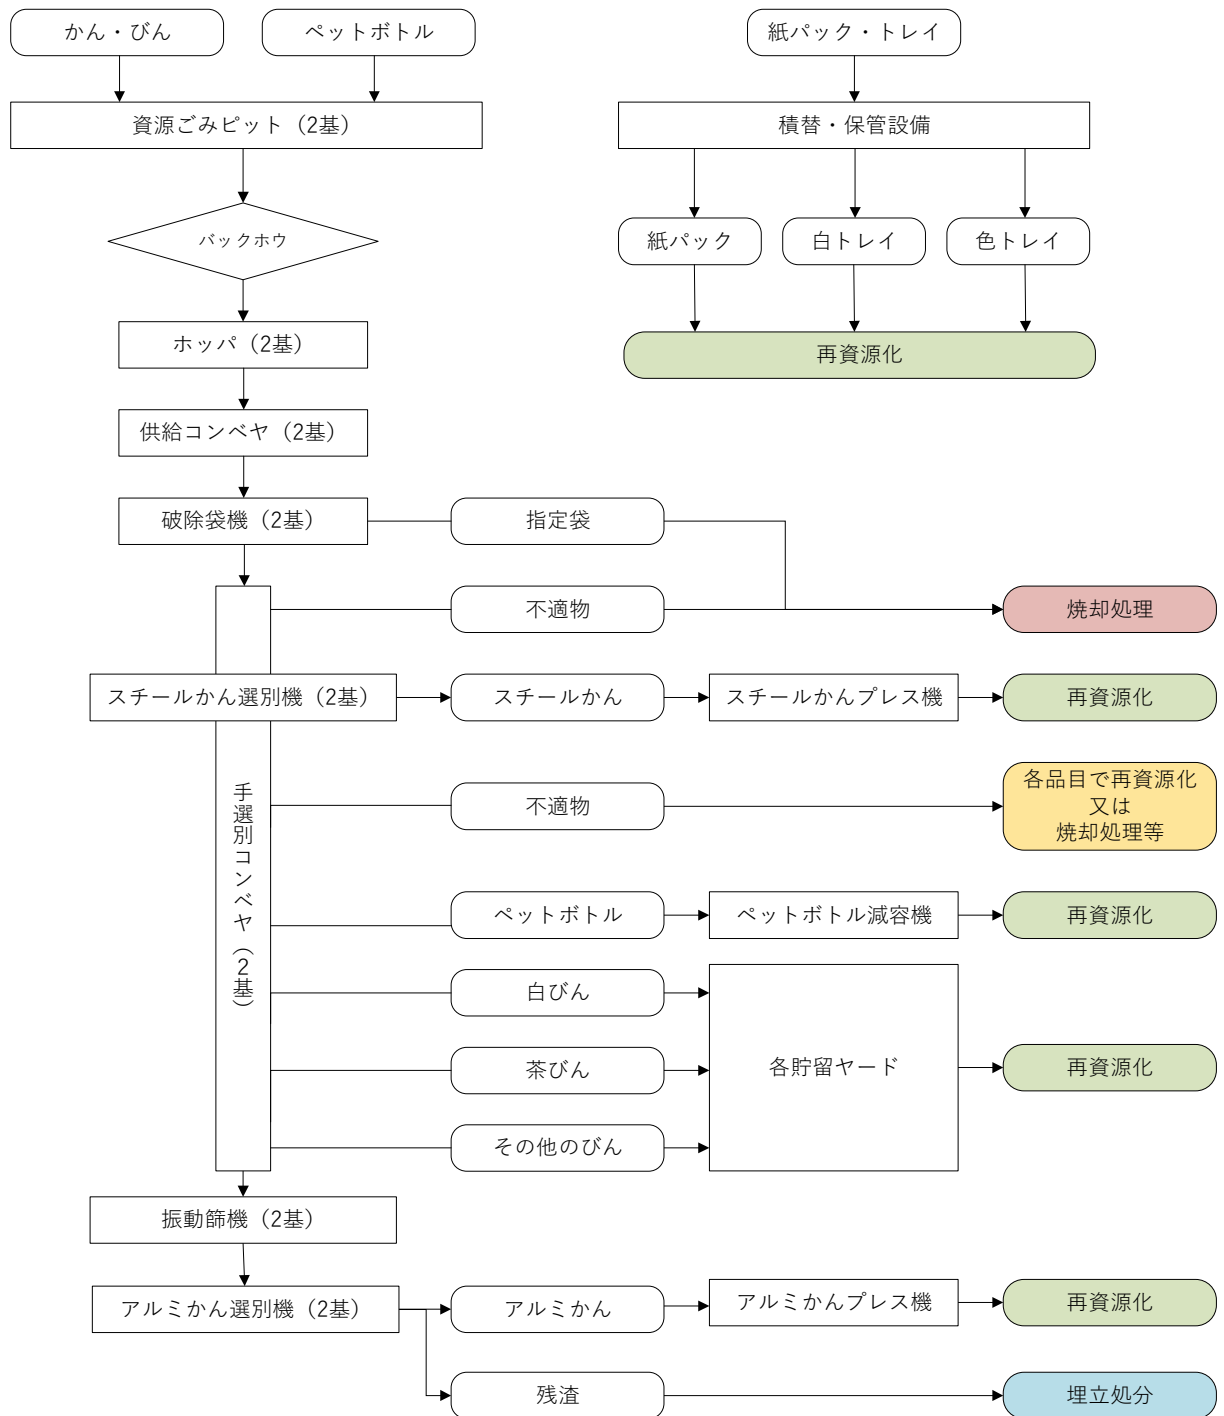 かん・びん
ペットボトル
資源ごみピット（2基）
バックホウ
ホッパ（2基）
供給コンベヤ（2基）
破除袋機（2基）
指定袋
不適物
焼却処理
スチールかん選別機（2基）
スチールかん
スチールかんプレス機
再資源化
手選別コンベヤ（2基）
不適物
各品目で再資源化
又は
焼却処理等
ペットボトル
ペットボトル減容機
再資源化
白びん
茶びん
その他のびん
各貯留ヤード
再資源化
振動篩機（2基）
アルミかん選別機（2基）
アルミかん
アルミかんプレス機
再資源化
残渣
埋立処分
紙パック・トレイ
積替・保管設備
紙パック
白トレイ
色トレイ
再資源化